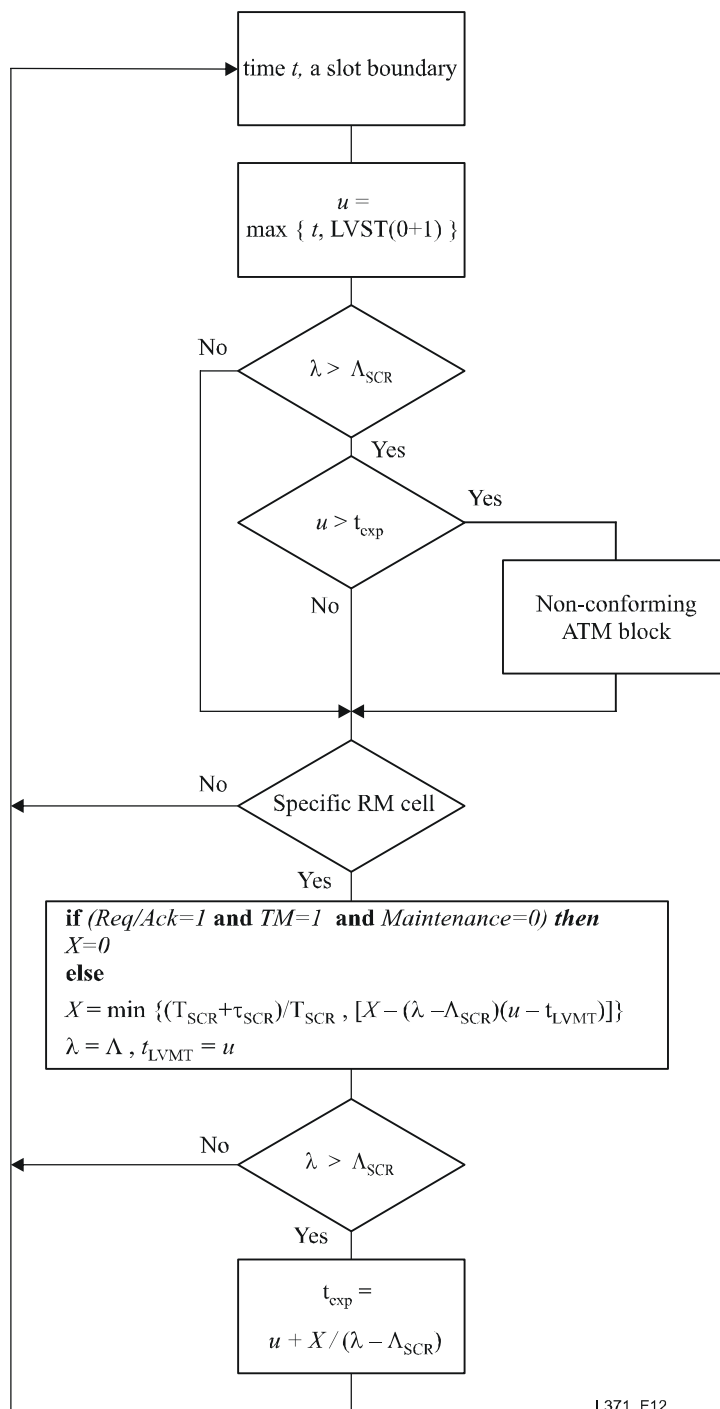 time t, a slot boundary
u =
max { t, LVST(0+1) }
No
λ > Λ_SCR
Yes
Yes
u > t_exp
No
Non-conforming
ATM block
No
Specific RM cell
Yes
if (Req/Ack=1 and TM=1 and Maintenance=0) then
X=0
else
X = min {(T_SCR+τ_SCR)/T_SCR , [X – (λ –Λ_SCR)(u – t_LVMT)]}
λ = Λ , t_LVMT = u
No
λ > Λ_SCR
Yes
t_exp =
u + X / (λ – Λ_SCR)
L371_F12